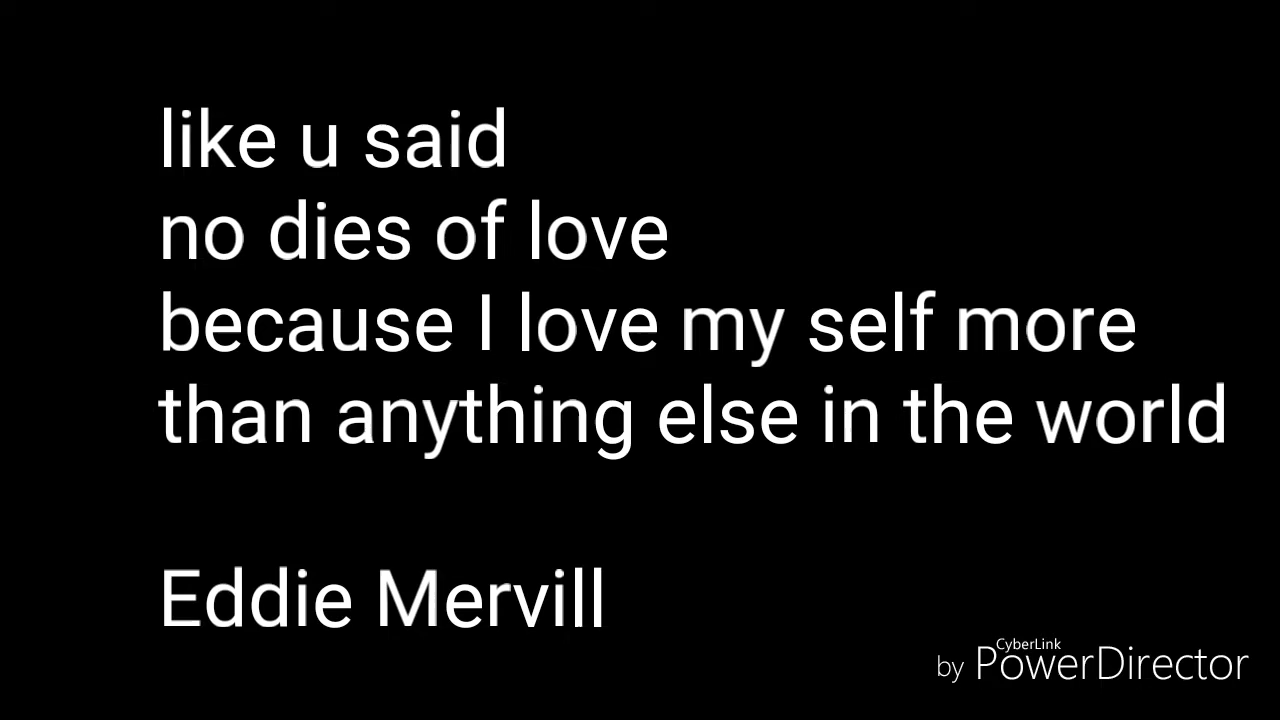 like u said
no dies of love
because I love my self more
than anything else in the world
Eddie Mervill
CyberLink
by PowerDirector